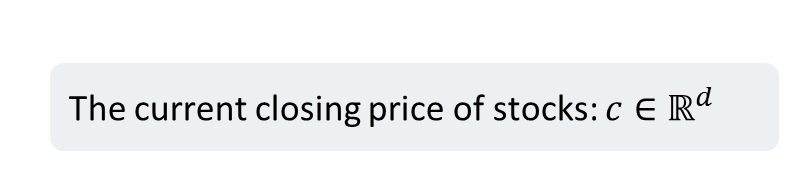 The current closing price of stocks: c ∈ ℝ^d